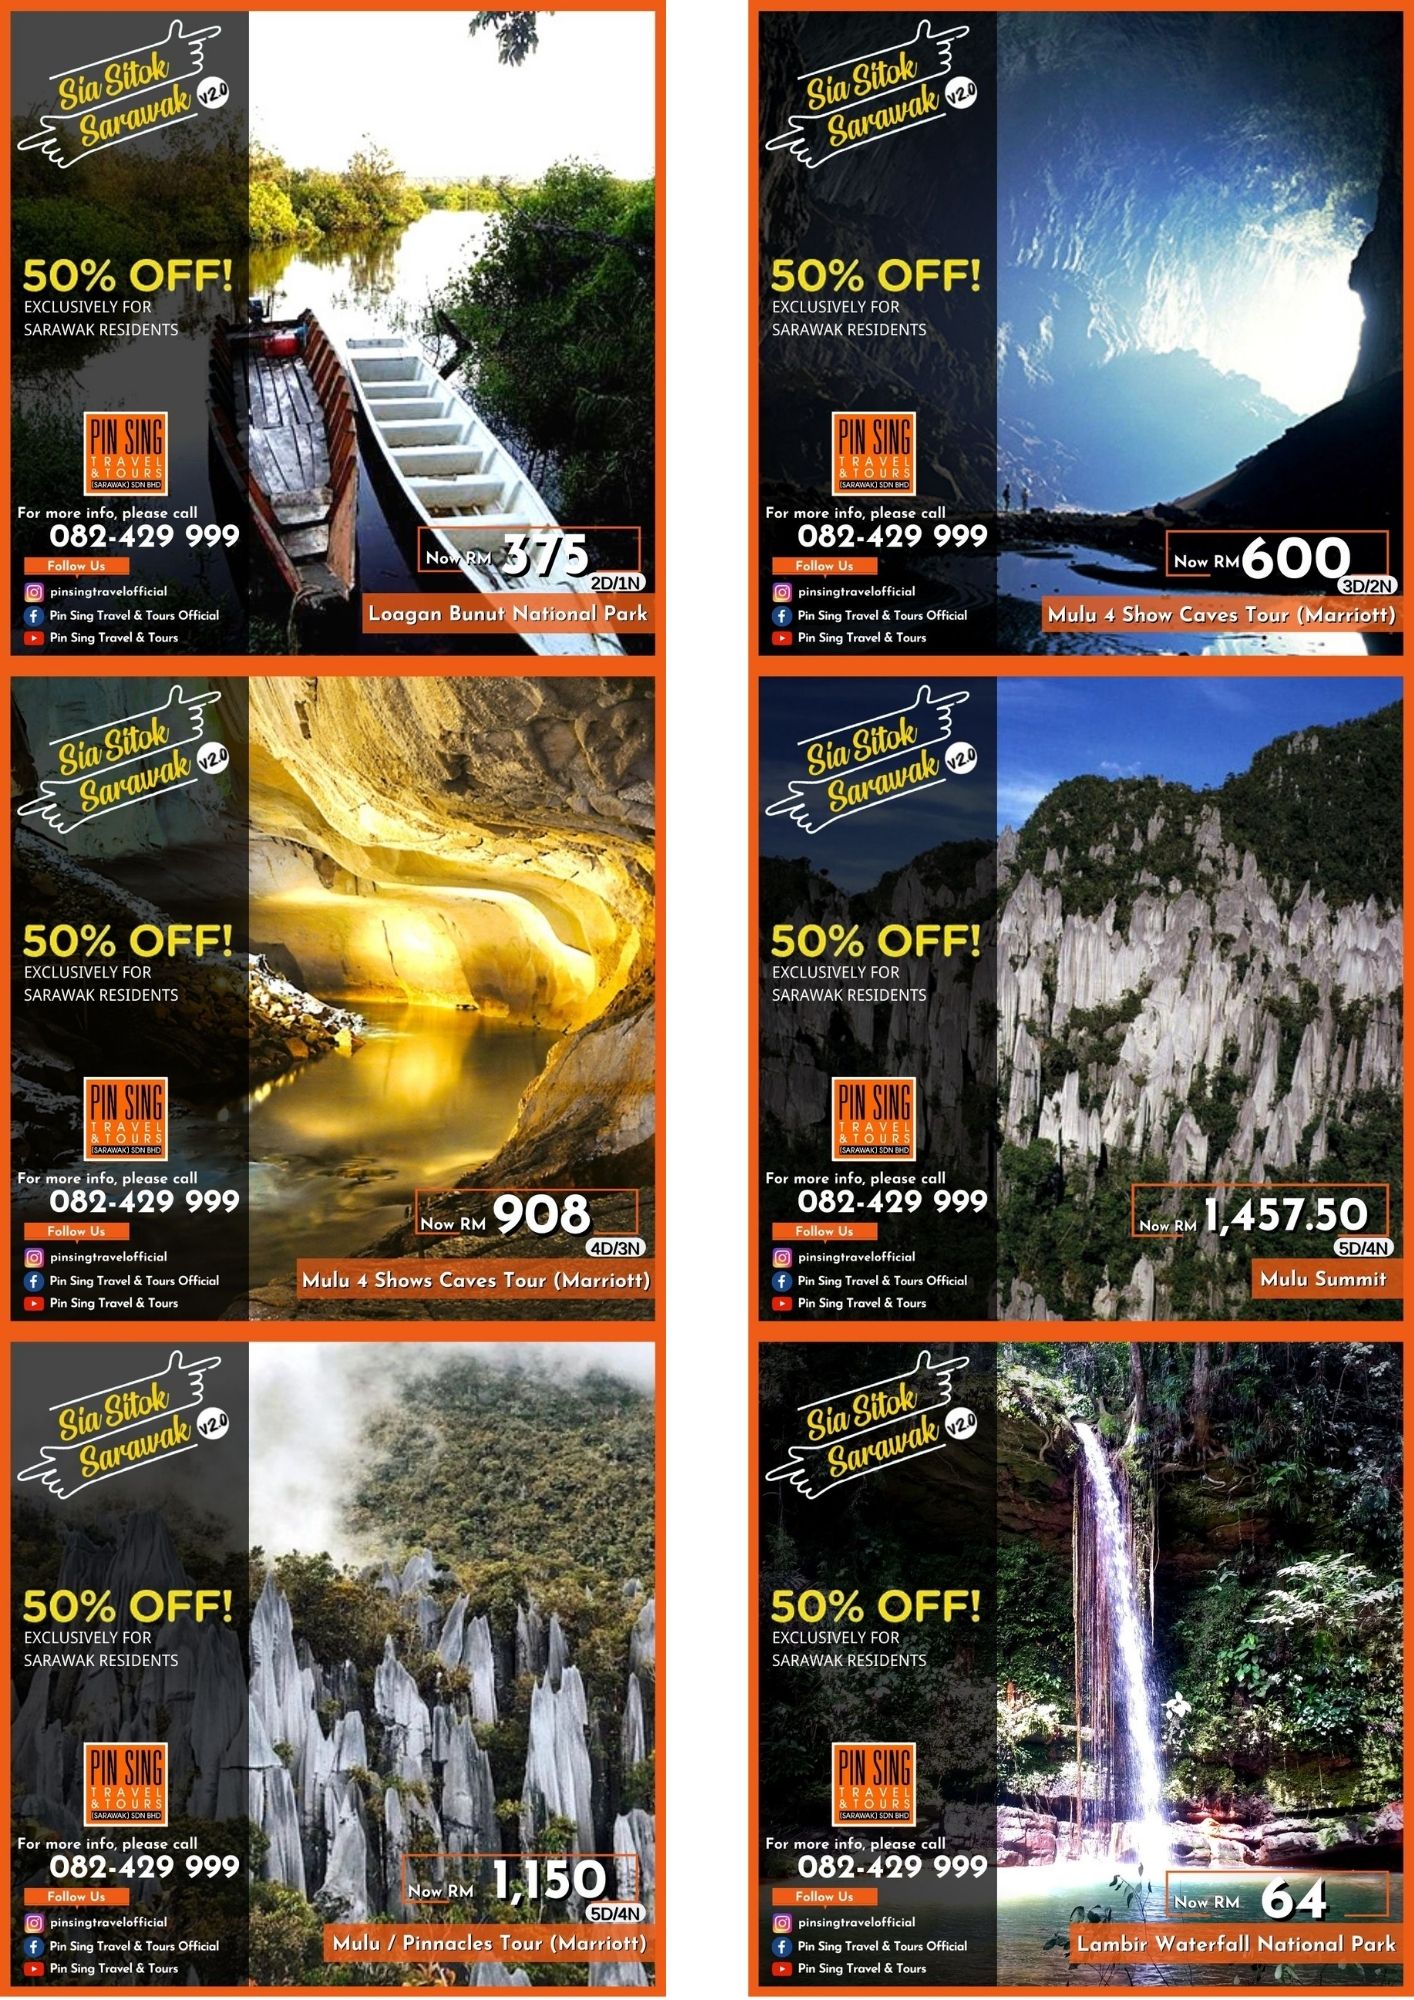 Sia Sitok
Sarawak v2.0
50% OFF!
EXCLUSIVELY FOR
SARAWAK RESIDENTS
PIN SING
TRAVEL
& TOURS
(SARAWAK) SDN BHD
For more info, please call
082-429 999
Follow Us
pinsingtravelofficial
Pin Sing Travel & Tours Official
Pin Sing Travel & Tours
Now RM 375
2D/1N
Loagan Bunut National Park
Sia Sitok
Sarawak v2.0
50% OFF!
EXCLUSIVELY FOR
SARAWAK RESIDENTS
PIN SING
TRAVEL
& TOURS
(SARAWAK) SDN BHD
For more info, please call
082-429 999
Follow Us
pinsingtravelofficial
Pin Sing Travel & Tours Official
Pin Sing Travel & Tours
Now RM 600
3D/2N
Mulu 4 Show Caves Tour (Marriott)
Sia Sitok
Sarawak v2.0
50% OFF!
EXCLUSIVELY FOR
SARAWAK RESIDENTS
PIN SING
TRAVEL
& TOURS
(SARAWAK) SDN BHD
For more info, please call
082-429 999
Follow Us
pinsingtravelofficial
Pin Sing Travel & Tours Official
Pin Sing Travel & Tours
Now RM 908
4D/3N
Mulu 4 Shows Caves Tour (Marriott)
Sia Sitok
Sarawak v2.0
50% OFF!
EXCLUSIVELY FOR
SARAWAK RESIDENTS
PIN SING
TRAVEL
& TOURS
(SARAWAK) SDN BHD
For more info, please call
082-429 999
Follow Us
pinsingtravelofficial
Pin Sing Travel & Tours Official
Pin Sing Travel & Tours
Now RM 1,457.50
5D/4N
Mulu Summit
Sia Sitok
Sarawak v2.0
50% OFF!
EXCLUSIVELY FOR
SARAWAK RESIDENTS
PIN SING
TRAVEL
& TOURS
(SARAWAK) SDN BHD
For more info, please call
082-429 999
Follow Us
pinsingtravelofficial
Pin Sing Travel & Tours Official
Pin Sing Travel & Tours
Now RM 1,150
5D/4N
Mulu / Pinnacles Tour (Marriott)
Sia Sitok
Sarawak v2.0
50% OFF!
EXCLUSIVELY FOR
SARAWAK RESIDENTS
PIN SING
TRAVEL
& TOURS
(SARAWAK) SDN BHD
For more info, please call
082-429 999
Follow Us
pinsingtravelofficial
Pin Sing Travel & Tours Official
Pin Sing Travel & Tours
Now RM 64
Lambir Waterfall National Park